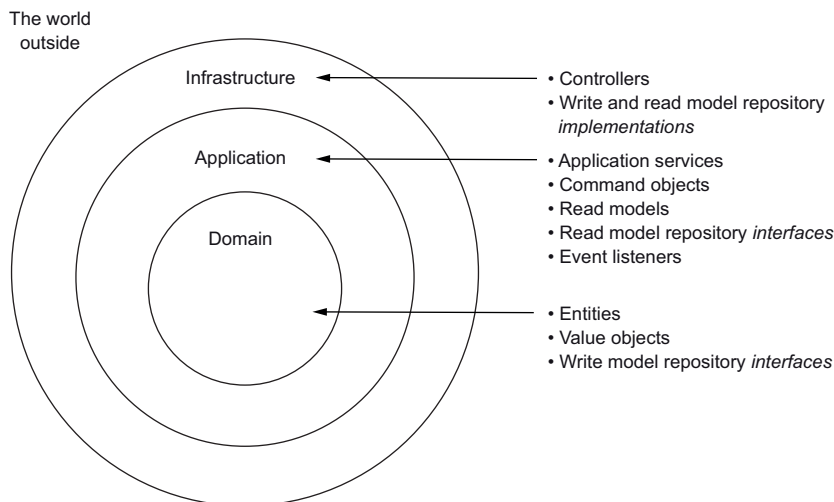 The world
outside
Infrastructure
• Controllers
• Write and read model repository
implementations
Application
• Application services
• Command objects
• Read models
• Read model repository interfaces
• Event listeners
Domain
• Entities
• Value objects
• Write model repository interfaces